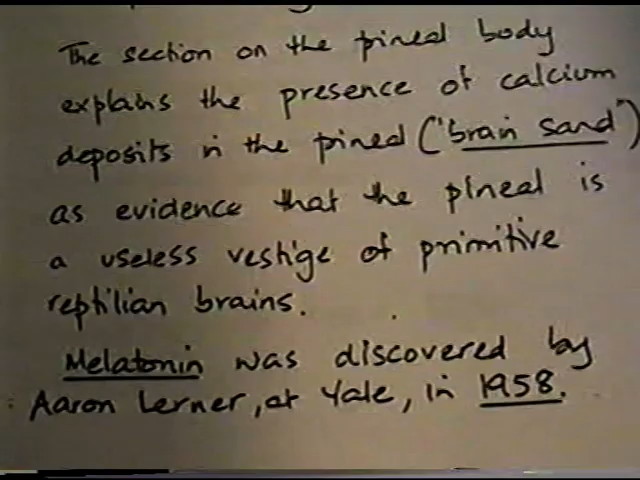 The section on the pineal body
explains the presence of calcium
deposits in the pineal ("brain sand")
as evidence that the pineal is
a useless vestige of primitive
reptilian brains.
Melatonin was discovered by
Aaron Lerner, at Yale, in 1958.